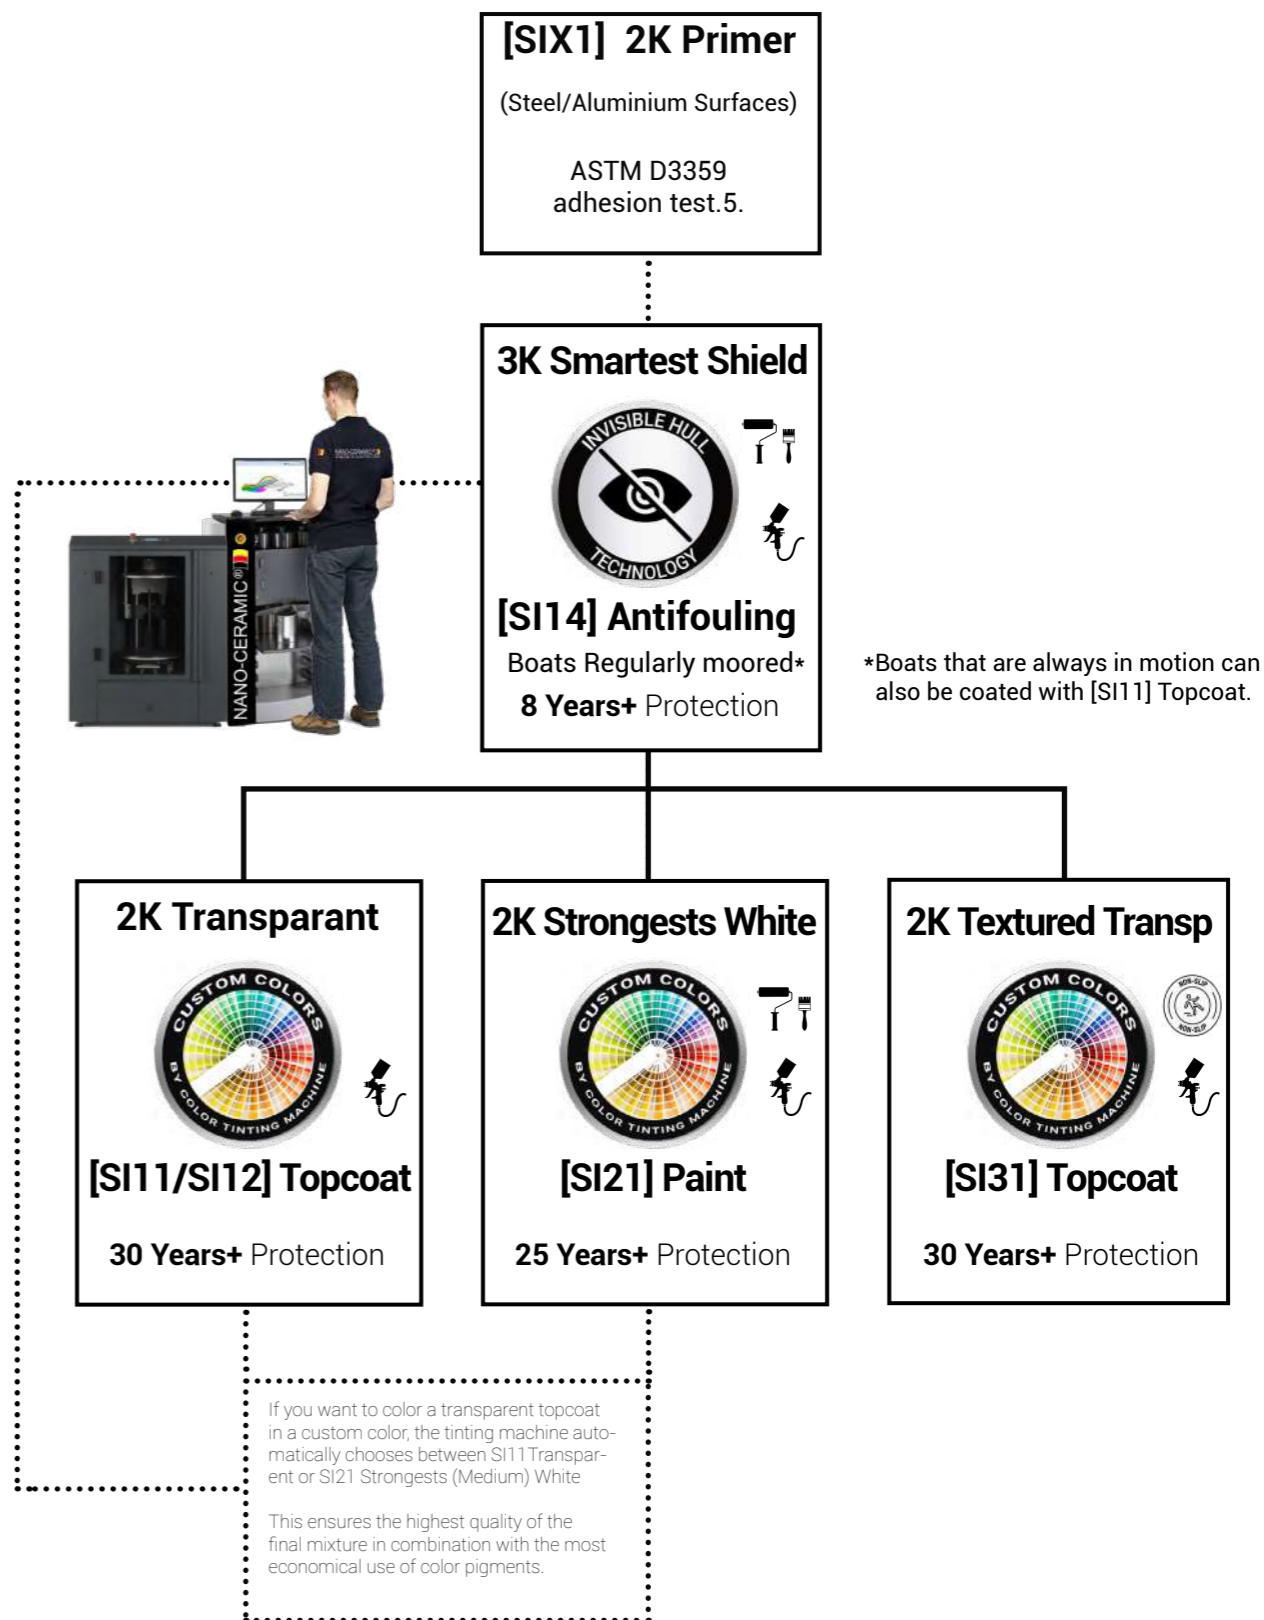 [SIX1] 2K Primer
(Steel/Aluminium Surfaces)
ASTM D3359
adhesion test.5.
3K Smartest Shield
INVISIBLE HULL
TECHNOLOGY
[SI14] Antifouling
Boats Regularly moored*
8 Years+ Protection
NANO-CERAMIC®
NANO-CERAMIC®
*Boats that are always in motion can
also be coated with [SI11] Topcoat.
2K Transparant
CUSTOM COLORS
BY COLOR TINTING MACHINE
[SI11/SI12] Topcoat
30 Years+ Protection
2K Strongests White
CUSTOM COLORS
BY COLOR TINTING MACHINE
[SI21] Paint
25 Years+ Protection
2K Textured Transp
NON-SLIP
NON-SLIP
CUSTOM COLORS
BY COLOR TINTING MACHINE
[SI31] Topcoat
30 Years+ Protection
If you want to color a transparent topcoat
in a custom color, the tinting machine auto-
matically chooses between SI11Transpar-
ent or SI21 Strongests (Medium) White
This ensures the highest quality of the
final mixture in combination with the most
economical use of color pigments.